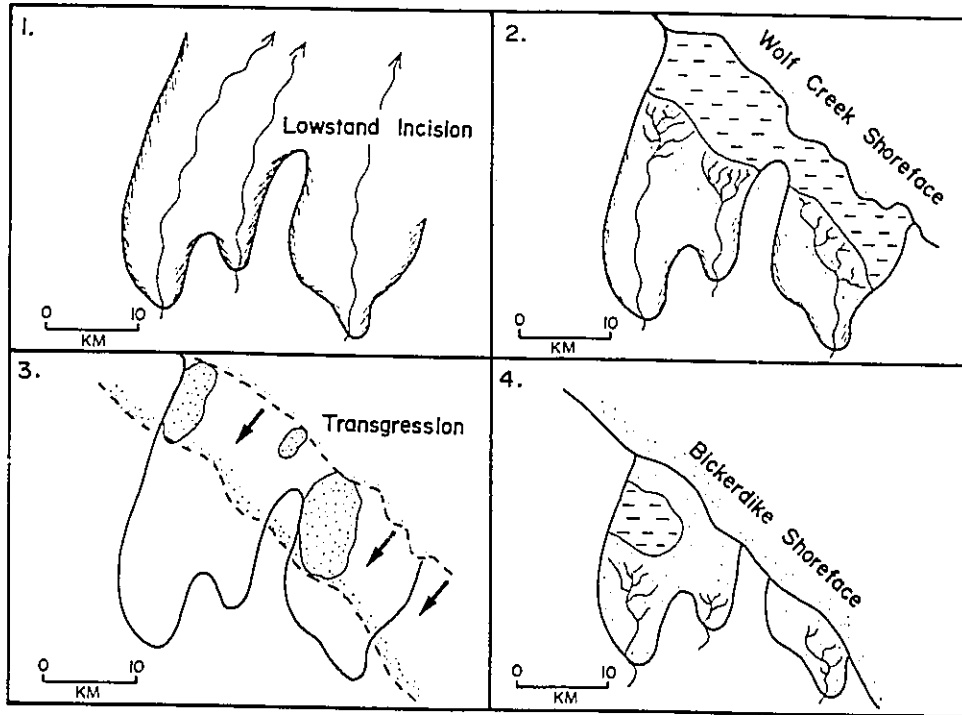 1.
Lowstand Incision
0 10
KM
2.
Wolf Creek Shoreface
0 10
KM
3.
Transgression
0 10
KM
4.
Bickerdike Shoreface
0 10
KM